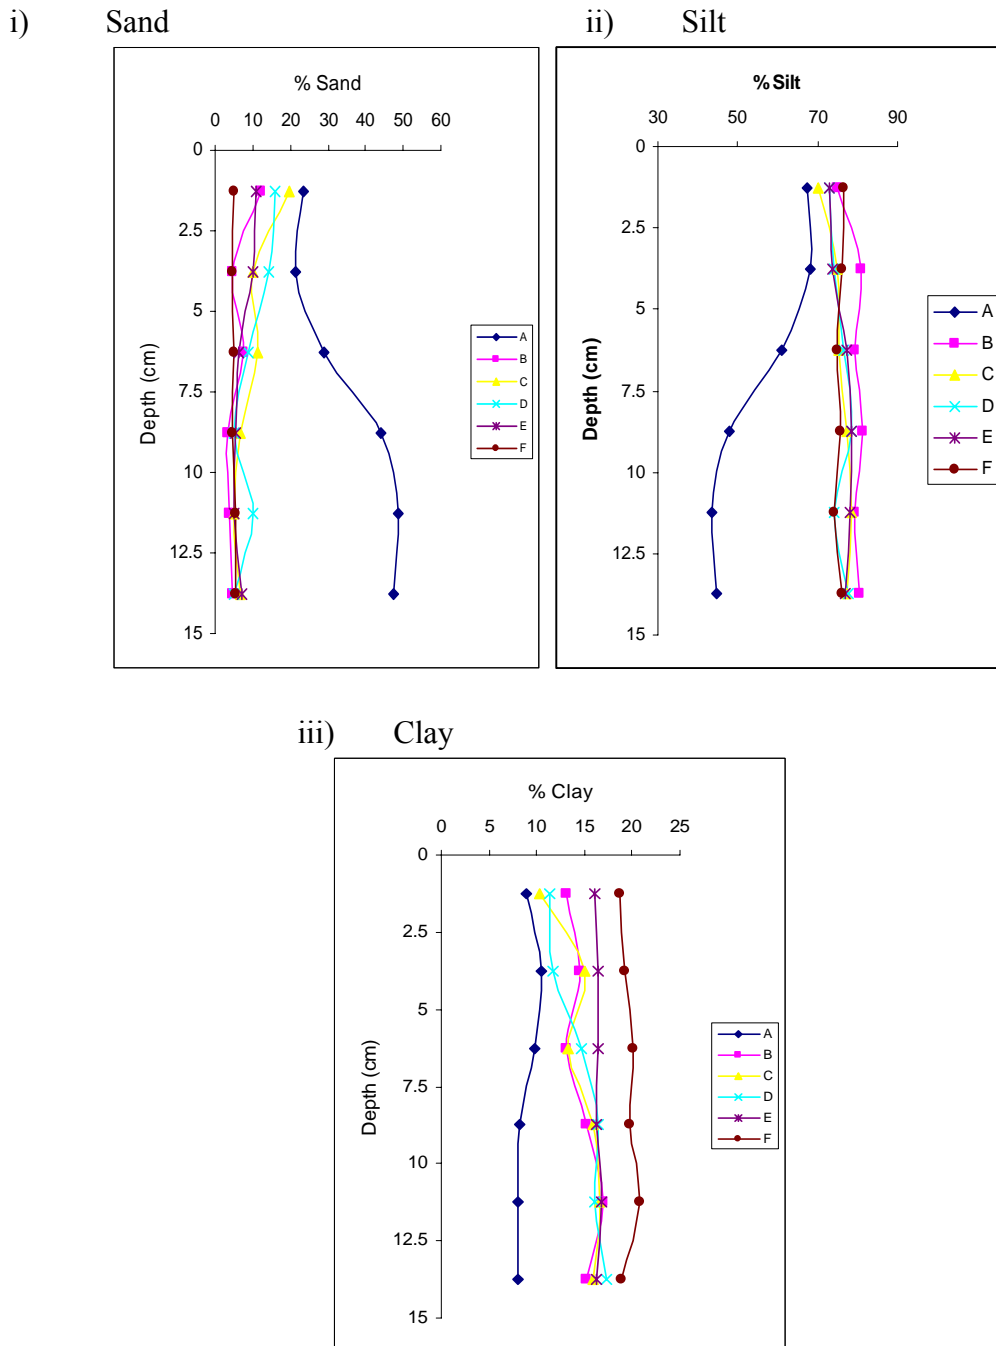 i) Sand
% Sand
0 10 20 30 40 50 60
0
2.5
5
7.5
10
12.5
15
Depth (cm)
A
B
C
D
E
F
ii) Silt
% Silt
30 50 70 90
0
2.5
5
7.5
10
12.5
15
Depth (cm)
A
B
C
D
E
F
iii) Clay
% Clay
0 5 10 15 20 25
0
2.5
5
7.5
10
12.5
15
Depth (cm)
A
B
C
D
E
F